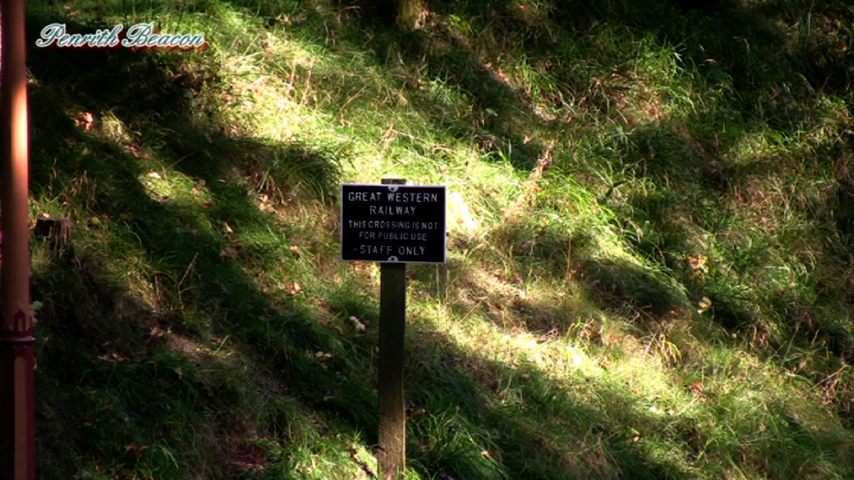 Penrith Beacon
GREAT WESTERN
RAILWAY
THIS CROSSING IS NOT
FOR PUBLIC USE
-STAFF ONLY